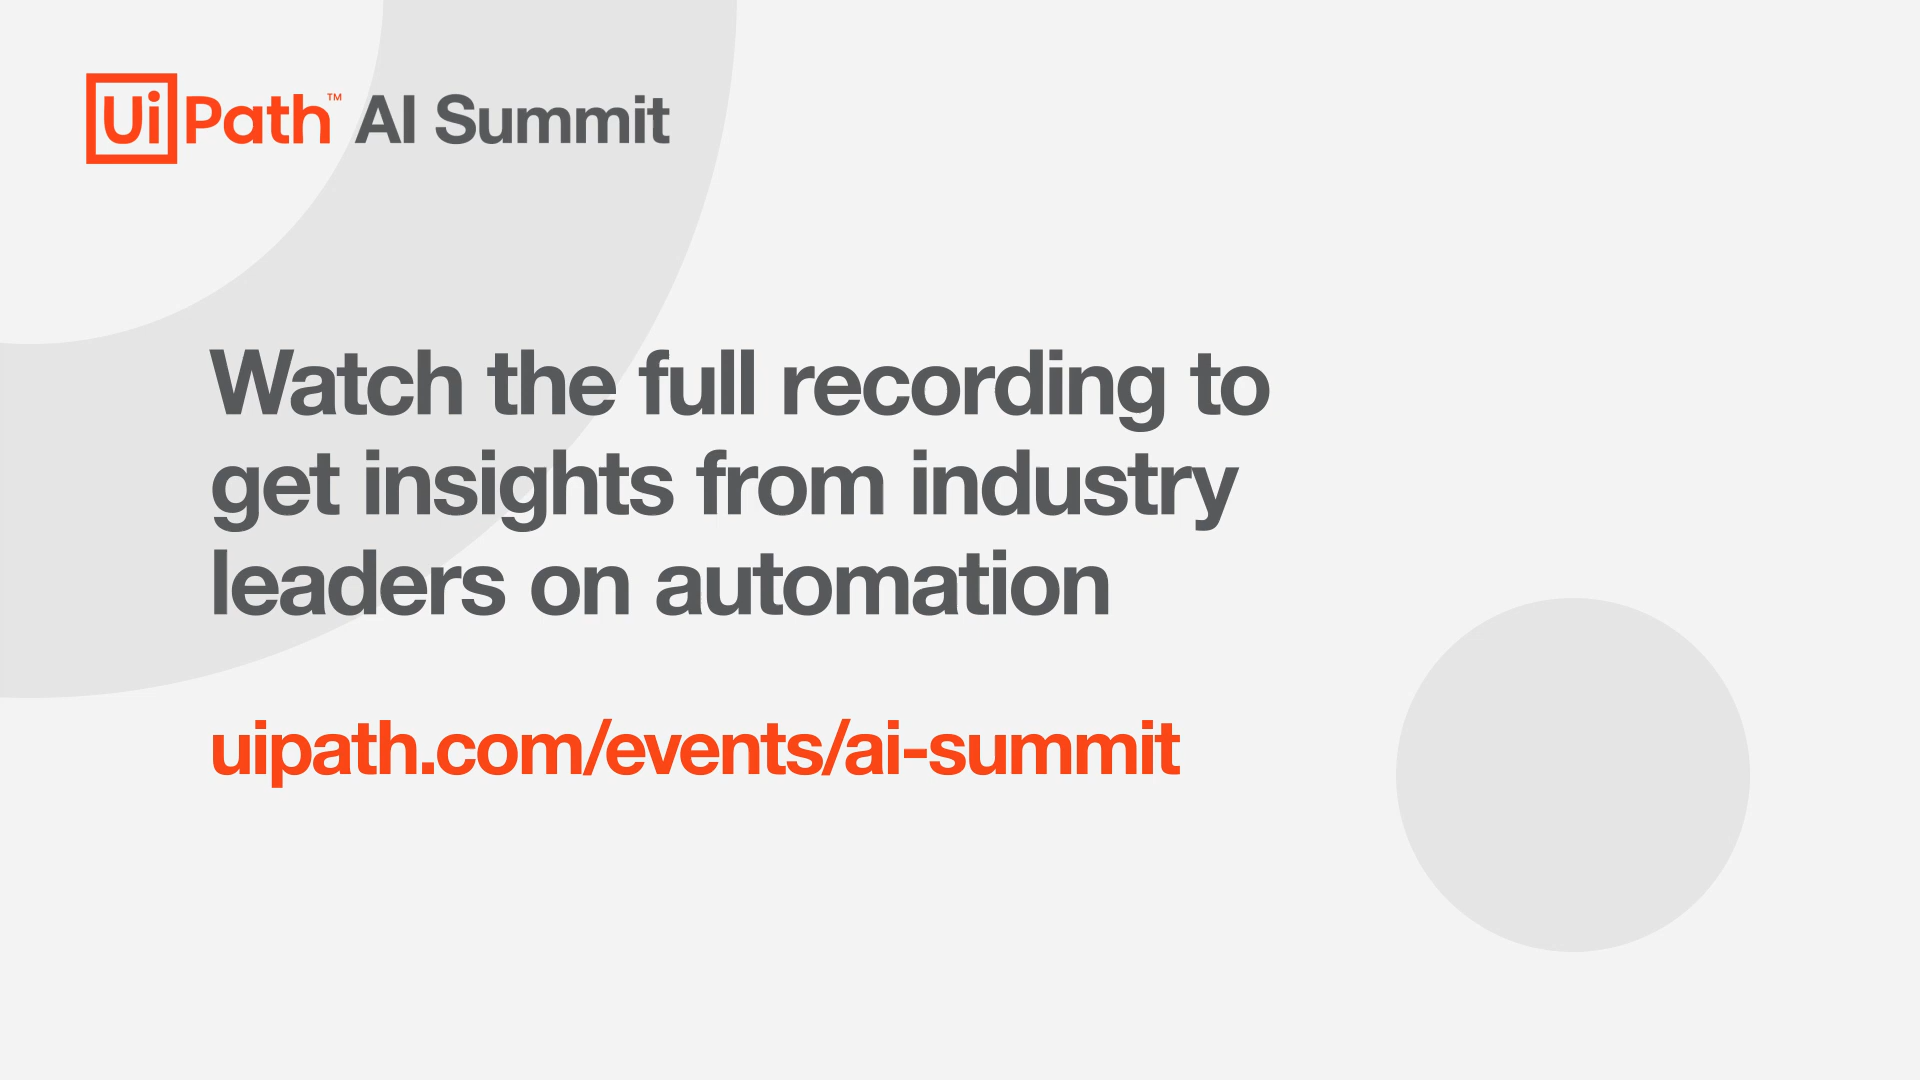 UiPath™ AI Summit
Watch the full recording to
get insights from industry
leaders on automation
uipath.com/events/ai-summit